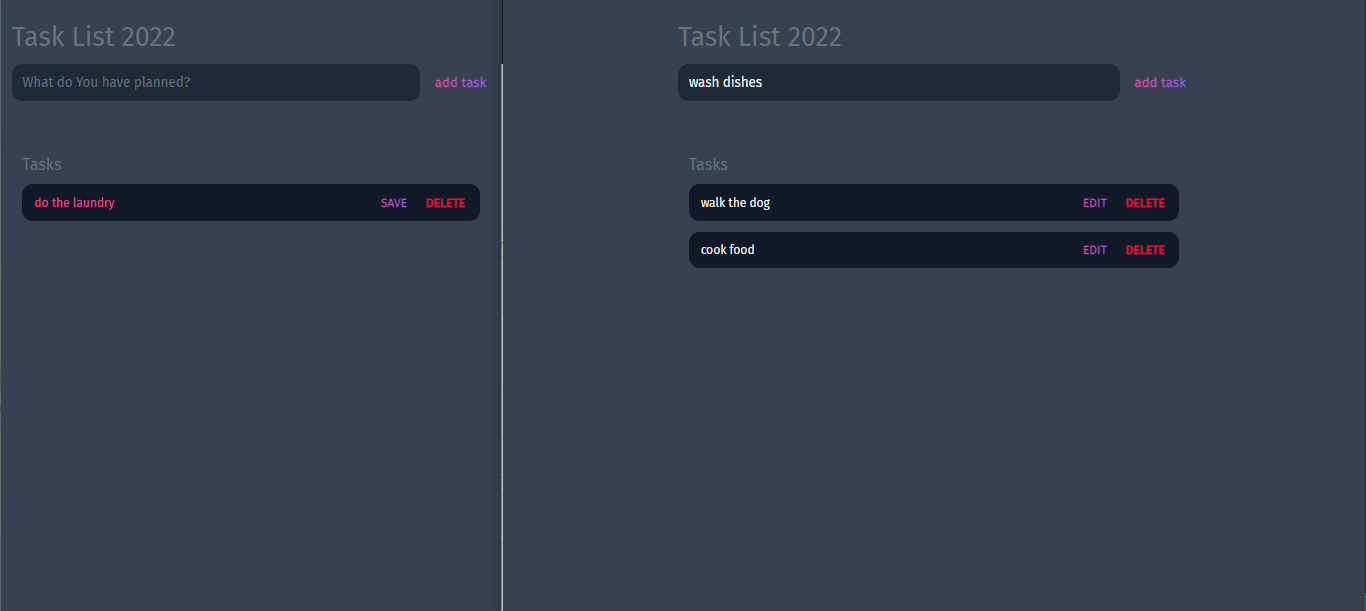 Task List 2022
What do You have planned?
add task
Tasks
do the laundry
SAVE
DELETE
Task List 2022
wash dishes
add task
Tasks
walk the dog
EDIT
DELETE
cook food
EDIT
DELETE